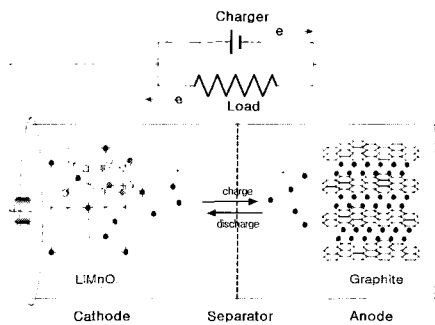 Charger
e
e
Load
charge
discharge
LiMnO
Graphite
Cathode Separator Anode